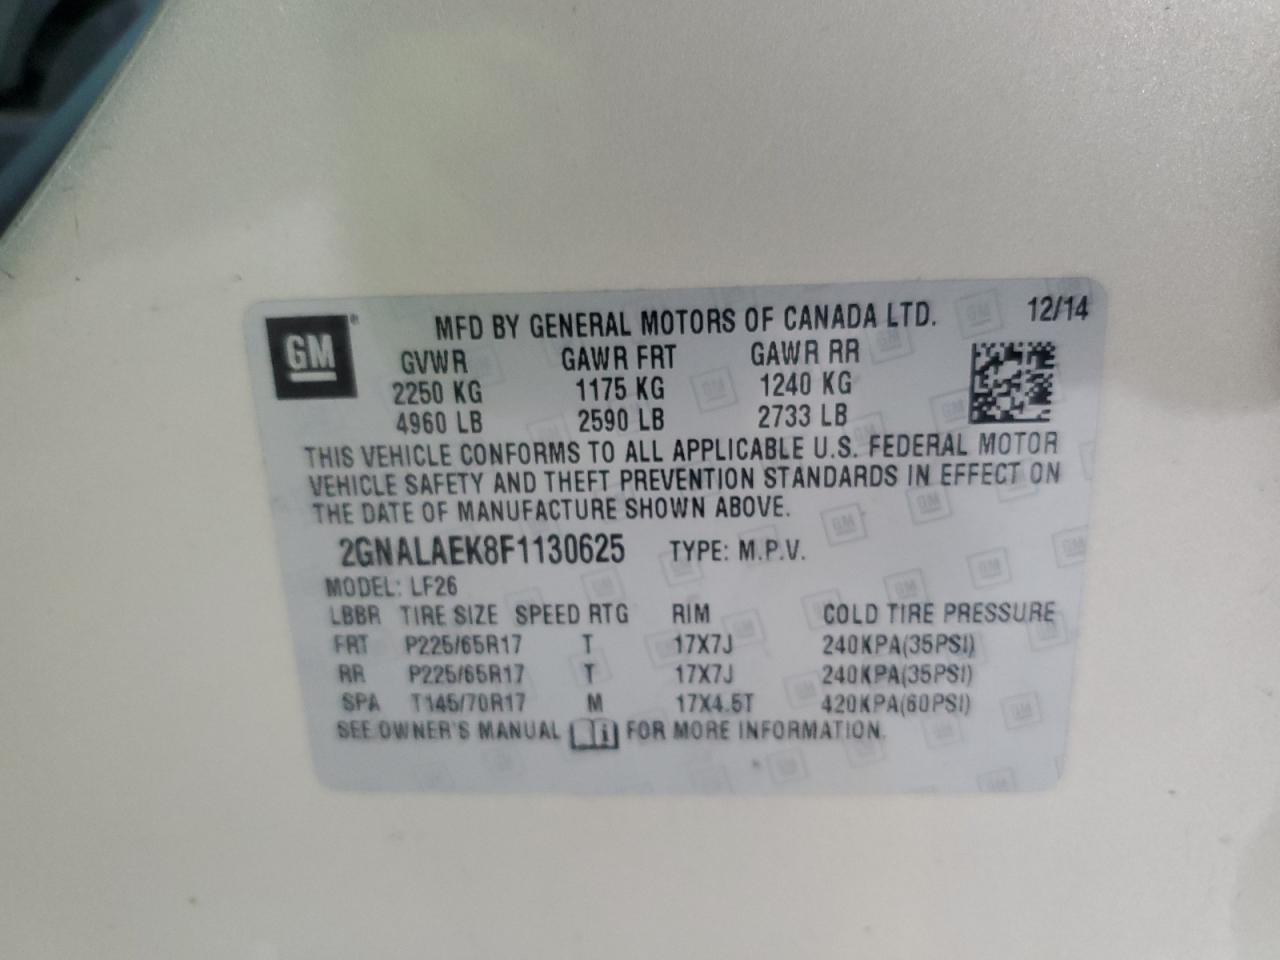 GM® MFD BY GENERAL MOTORS OF CANADA LTD. 12/14
GVWR GAWR FRT GAWR RR
2250 KG 1175 KG 1240 KG
4960 LB 2590 LB 2733 LB
THIS VEHICLE CONFORMS TO ALL APPLICABLE U.S. FEDERAL MOTOR
VEHICLE SAFETY AND THEFT PREVENTION STANDARDS IN EFFECT ON
THE DATE OF MANUFACTURE SHOWN ABOVE.
2GNALAEK8F1130625 TYPE: M.P.V.
MODEL: LF26
LBBR TIRE SIZE SPEED RTG RIM COLD TIRE PRESSURE
FRT P225/65R17 T 17X7J 240KPA(35PSI)
RR P225/65R17 T 17X7J 240KPA(35PSI)
SPA T145/70R17 M 17X4.5T 420KPA(60PSI)
SEE OWNER'S MANUAL i FOR MORE INFORMATION.